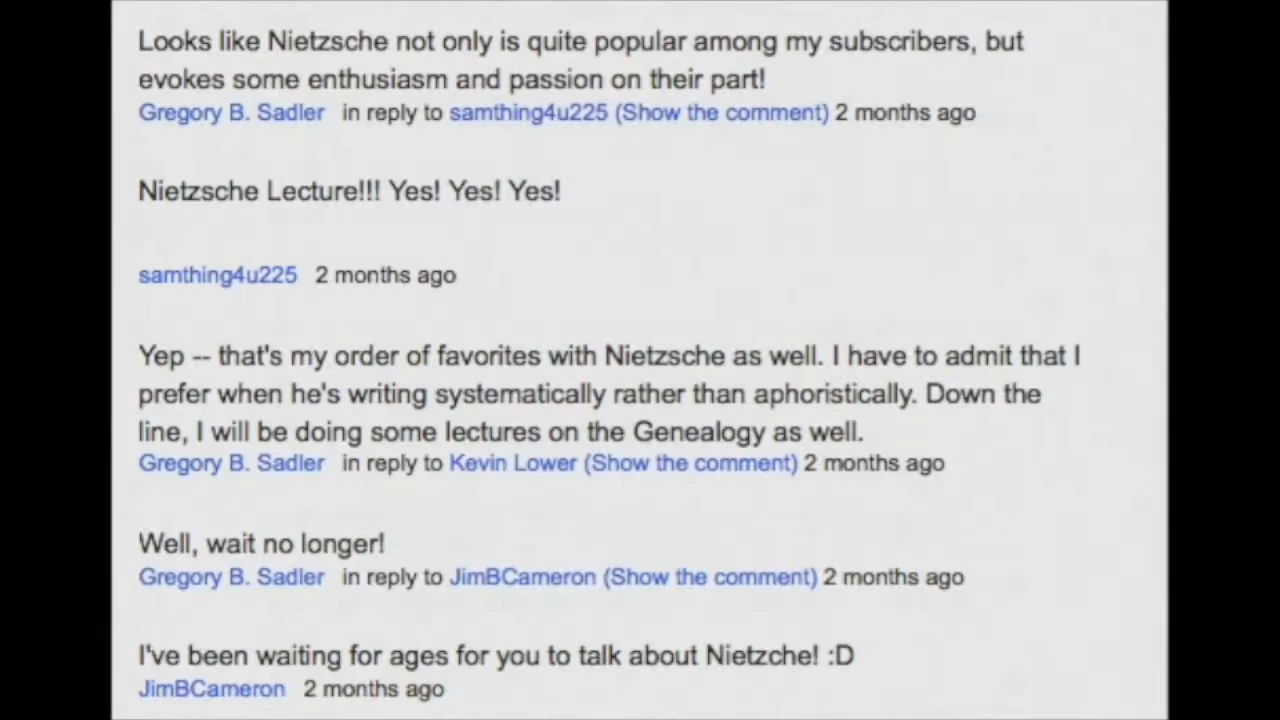 Looks like Nietzsche not only is quite popular among my subscribers, but
evokes some enthusiasm and passion on their part!
Gregory B. Sadler in reply to samthing4u225 (Show the comment) 2 months ago
Nietzsche Lecture!!! Yes! Yes! Yes!
samthing4u225 2 months ago
Yep -- that's my order of favorites with Nietzsche as well. I have to admit that I
prefer when he's writing systematically rather than aphoristically. Down the
line, I will be doing some lectures on the Genealogy as well.
Gregory B. Sadler in reply to Kevin Lower (Show the comment) 2 months ago
Well, wait no longer!
Gregory B. Sadler in reply to JimBCameron (Show the comment) 2 months ago
I've been waiting for ages for you to talk about Nietzche! :D
JimBCameron 2 months ago